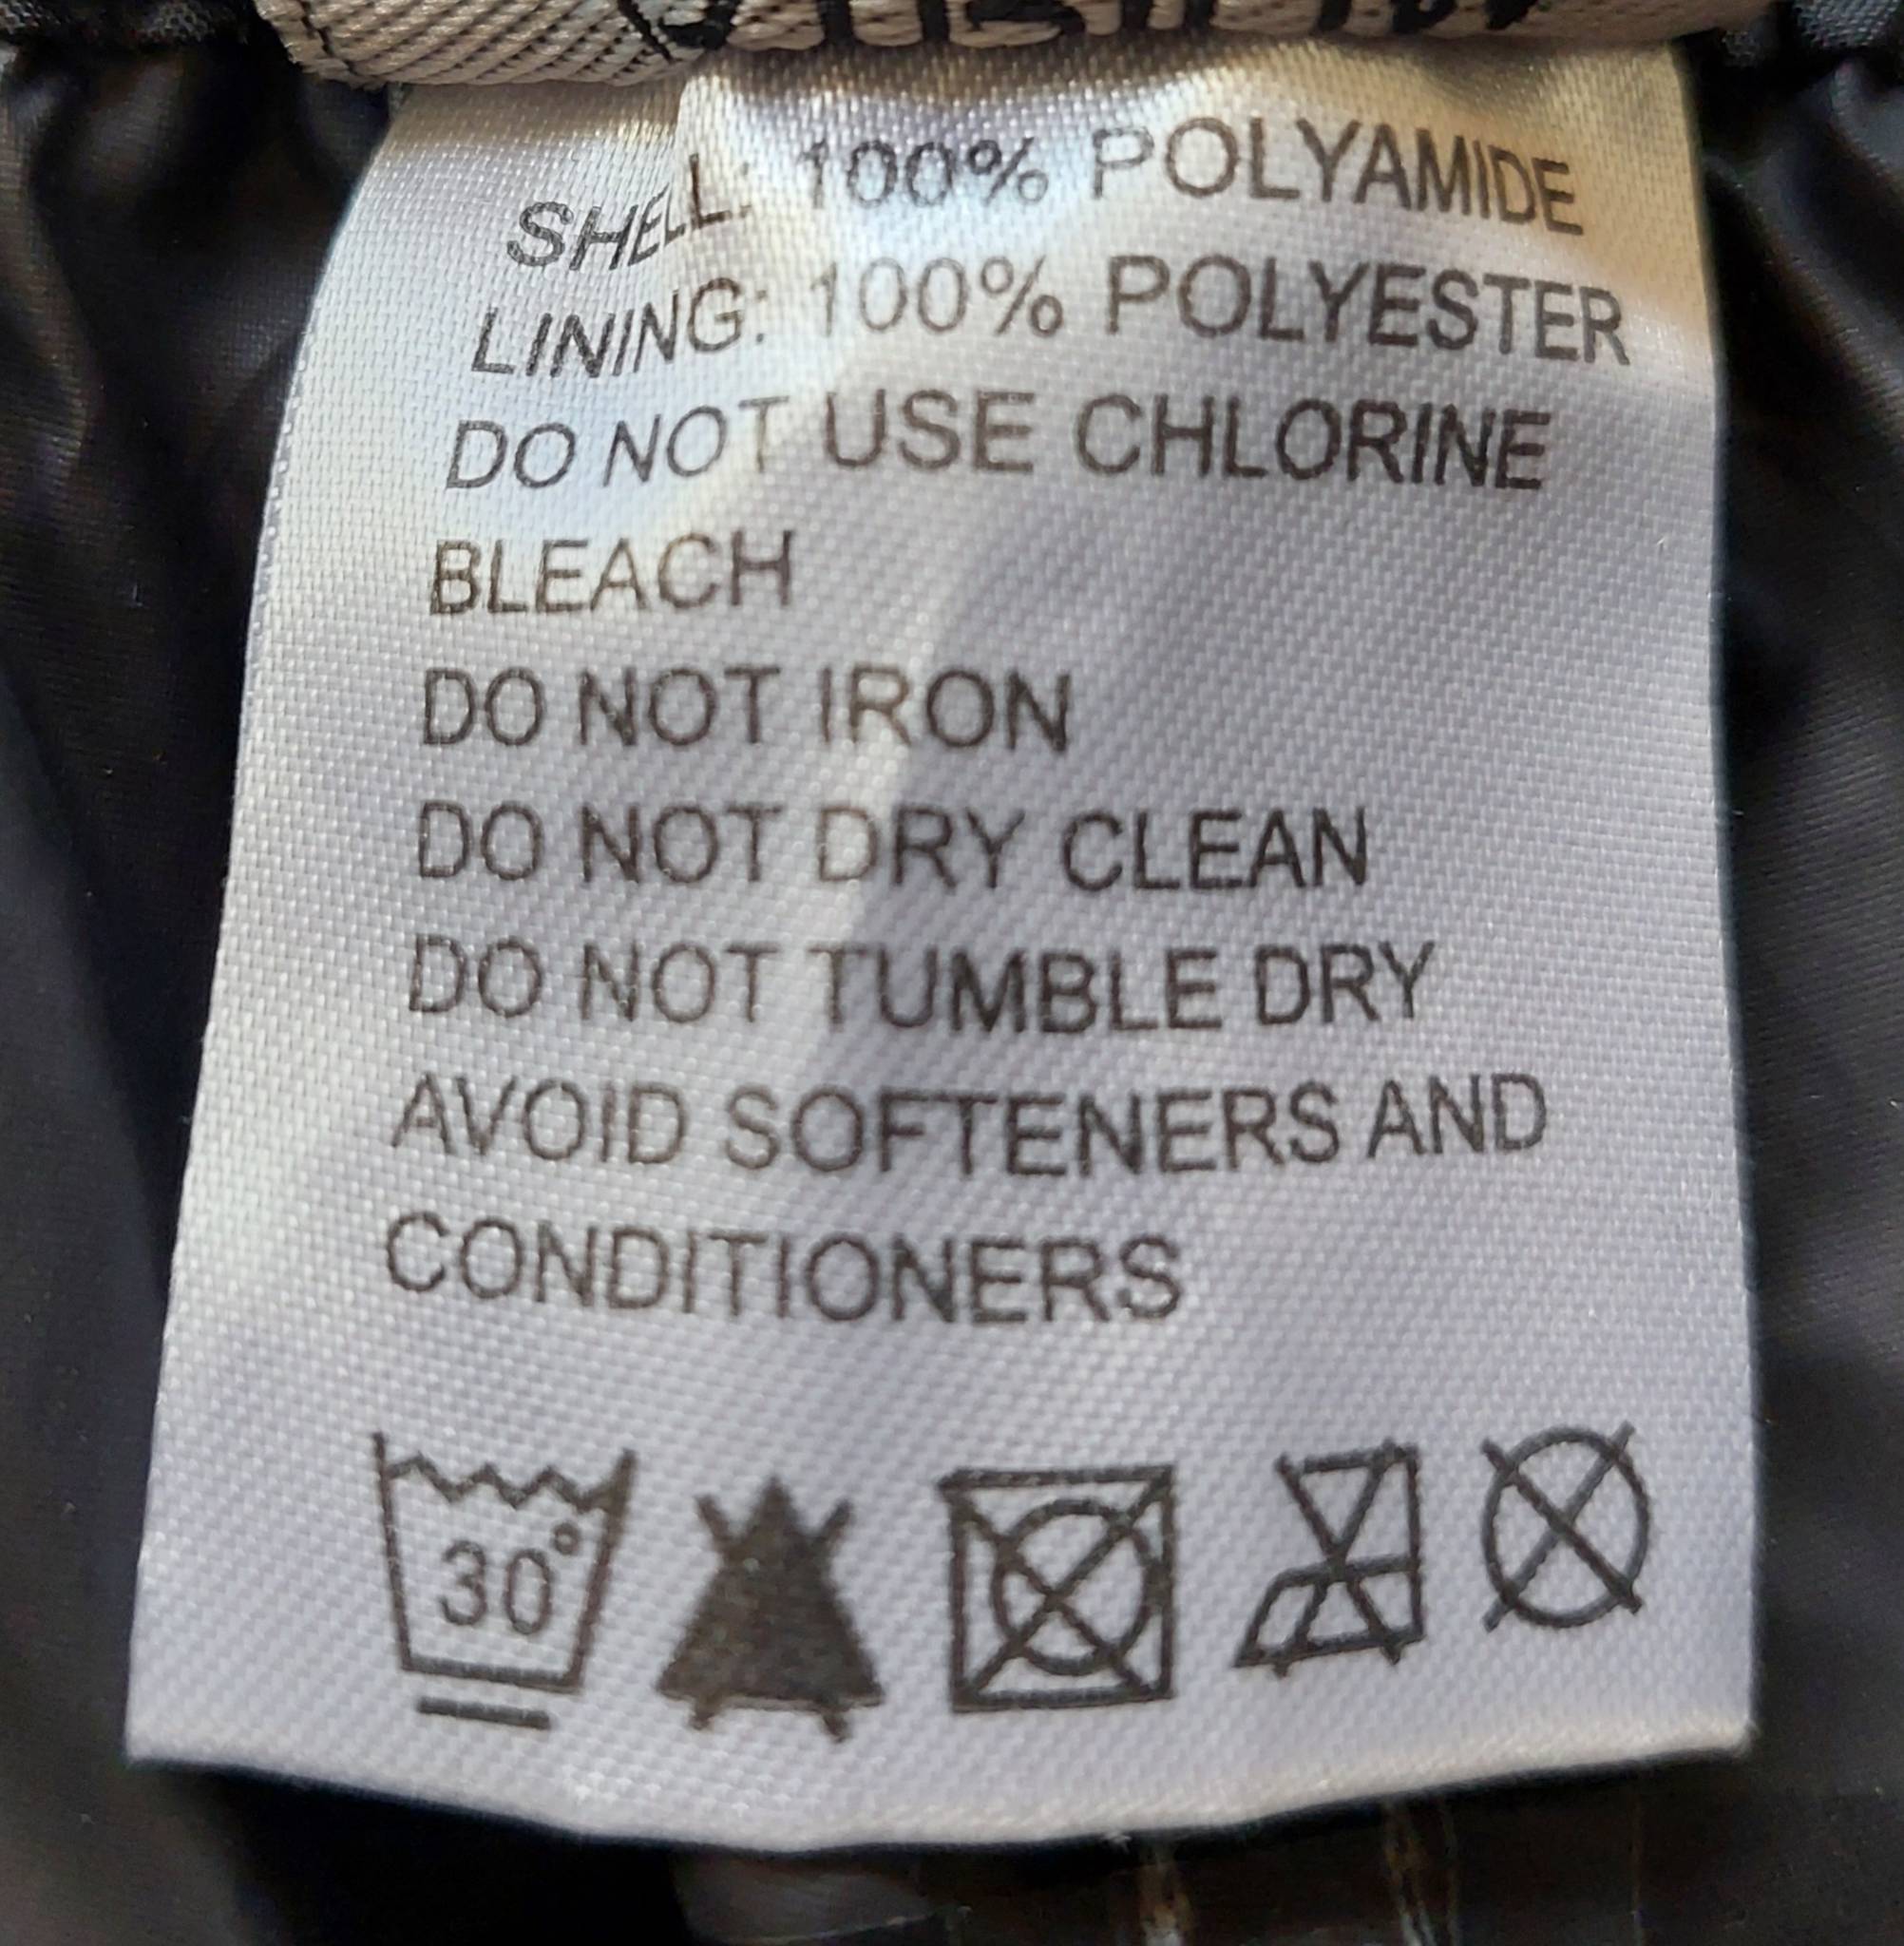 SHELL: 100% POLYAMIDE
LINING: 100% POLYESTER
DO NOT USE CHLORINE
BLEACH
DO NOT IRON
DO NOT DRY CLEAN
DO NOT TUMBLE DRY
AVOID SOFTENERS AND
CONDITIONERS
30°